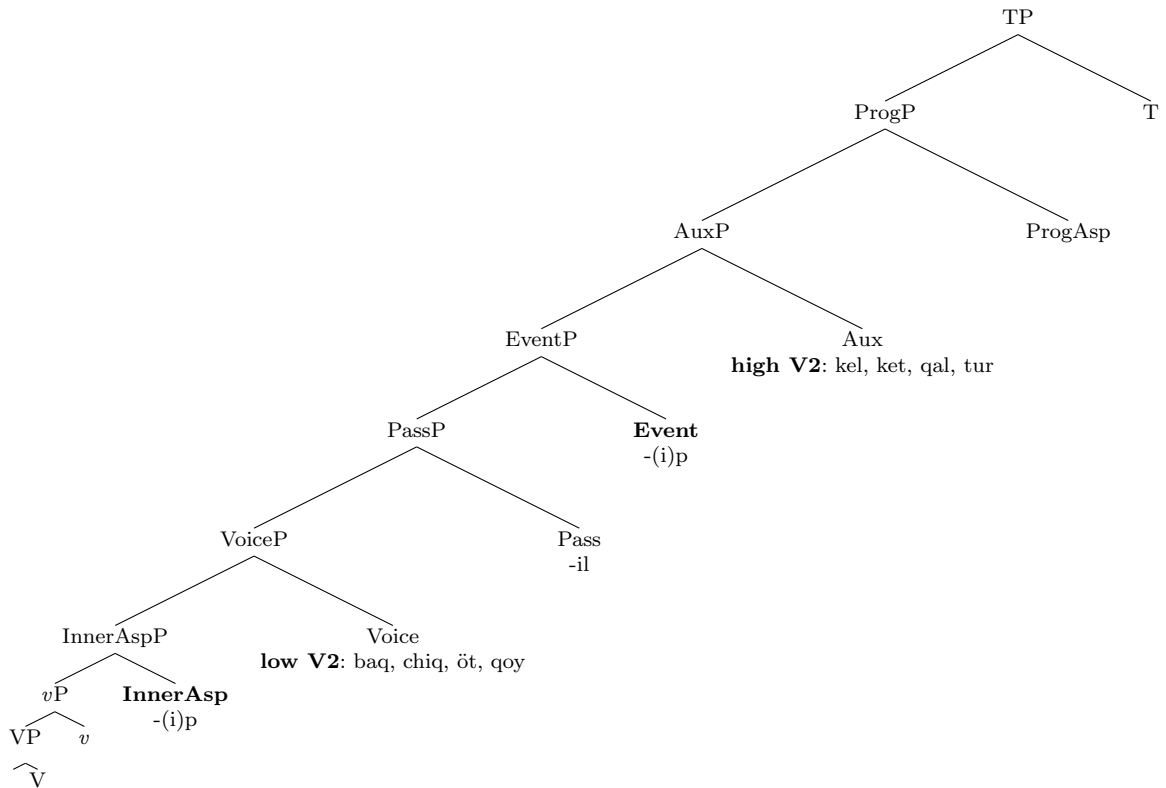 TP
ProgP T
AuxP ProgAsp
EventP Aux
high V2: kel, ket, qal, tur
PassP Event
-(i)p
VoiceP Pass
-il
InnerAspP Voice
low V2: baq, chiq, öt, qoy
vP InnerAsp
-(i)p
VP v
V